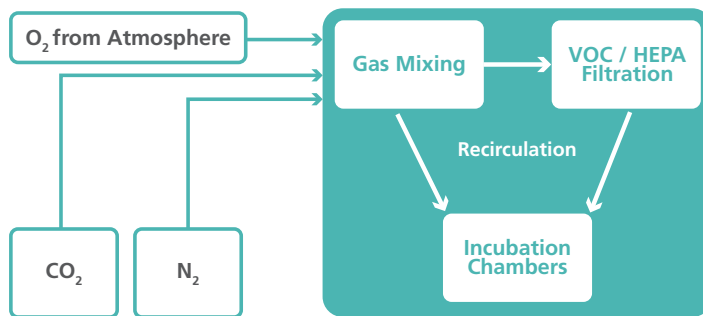 O₂ from Atmosphere
Gas Mixing
VOC / HEPA
Filtration
Recirculation
CO₂
N₂
Incubation
Chambers